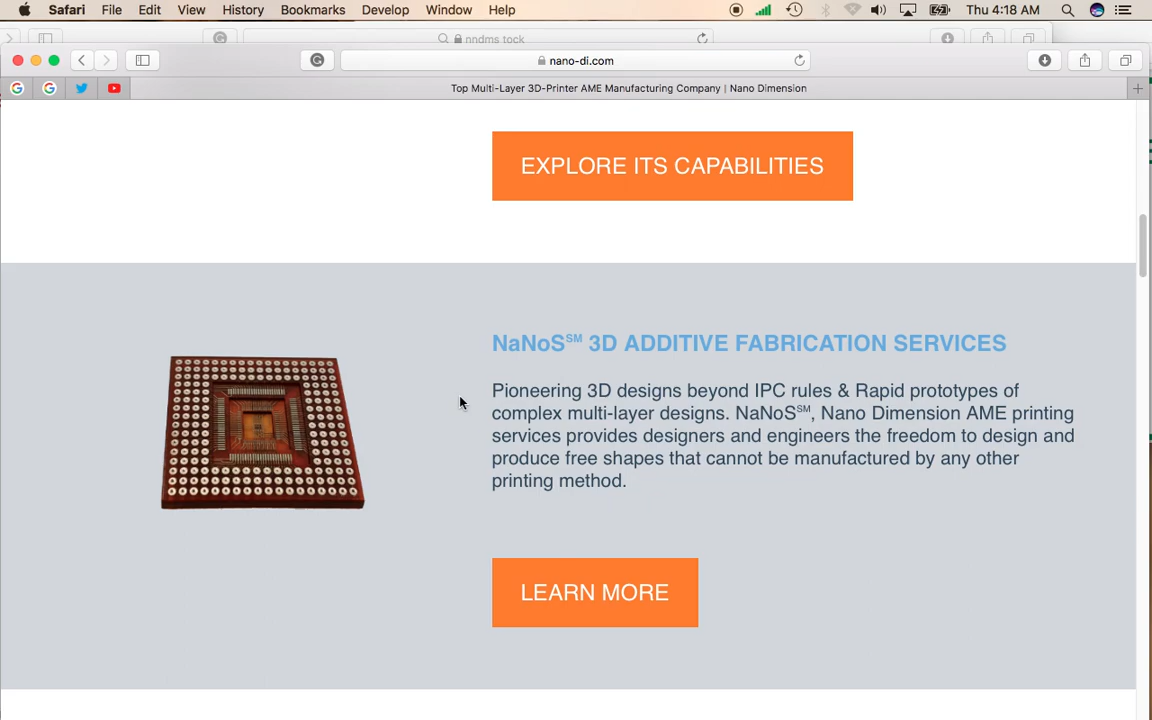 Safari File Edit View History Bookmarks Develop Window Help Thu 4:18 AM
nndms tock
nano-di.com
Top Multi-Layer 3D-Printer AME Manufacturing Company | Nano Dimension
EXPLORE ITS CAPABILITIES
NaNoS℠ 3D ADDITIVE FABRICATION SERVICES
Pioneering 3D designs beyond IPC rules & Rapid prototypes of
complex multi-layer designs. NaNoS℠, Nano Dimension AME printing
services provides designers and engineers the freedom to design and
produce free shapes that cannot be manufactured by any other
printing method.
LEARN MORE